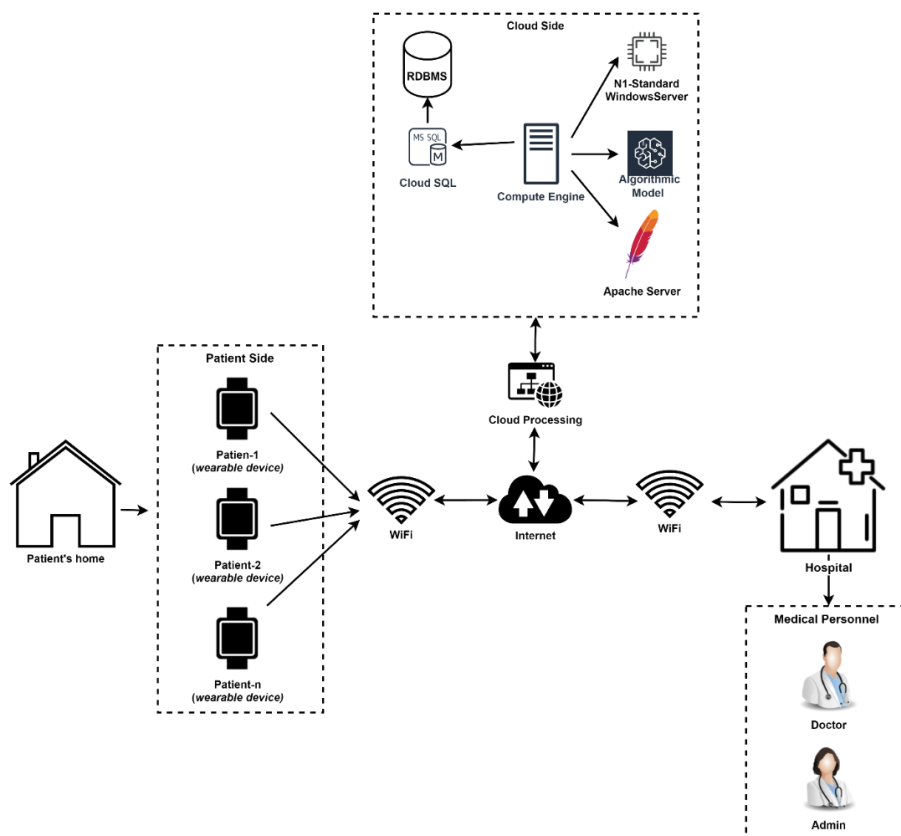 Cloud Side
RDBMS
N1-Standard
WindowsServer
MS SQL
M
Cloud SQL
Compute Engine
Algorithmic
Model
Apache Server
Patient Side
Patien-1
(wearable device)
Cloud Processing
Patient's home
Patient-2
(wearable device)
WiFi
Internet
WiFi
Hospital
Patient-n
(wearable device)
Medical Personnel
Doctor
Admin